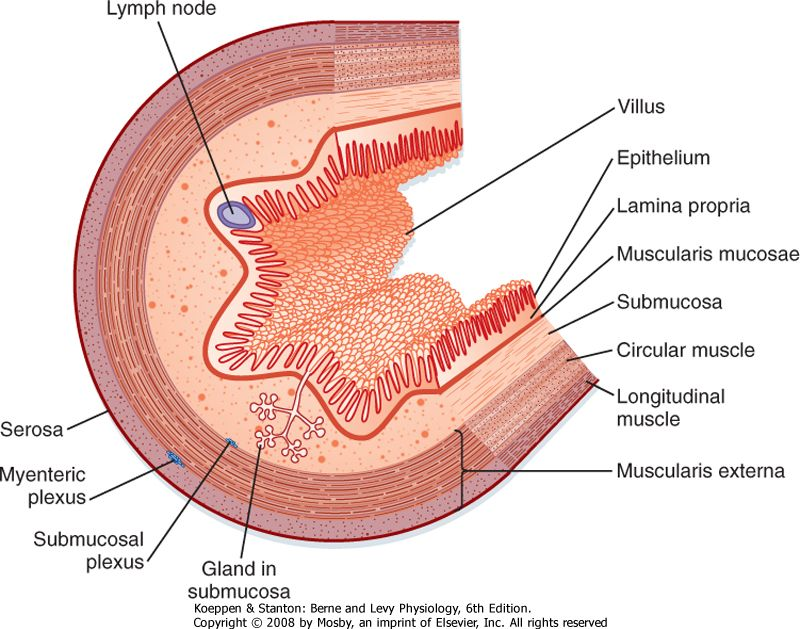 Lymph node
Villus
Epithelium
Lamina propria
Muscularis mucosae
Submucosa
Circular muscle
Longitudinal
muscle
Muscularis externa
Serosa
Myenteric
plexus
Submucosal
plexus
Gland in
submucosa
Koeppen & Stanton: Berne and Levy Physiology, 6th Edition.
Copyright © 2008 by Mosby, an imprint of Elsevier, Inc. All rights reserved